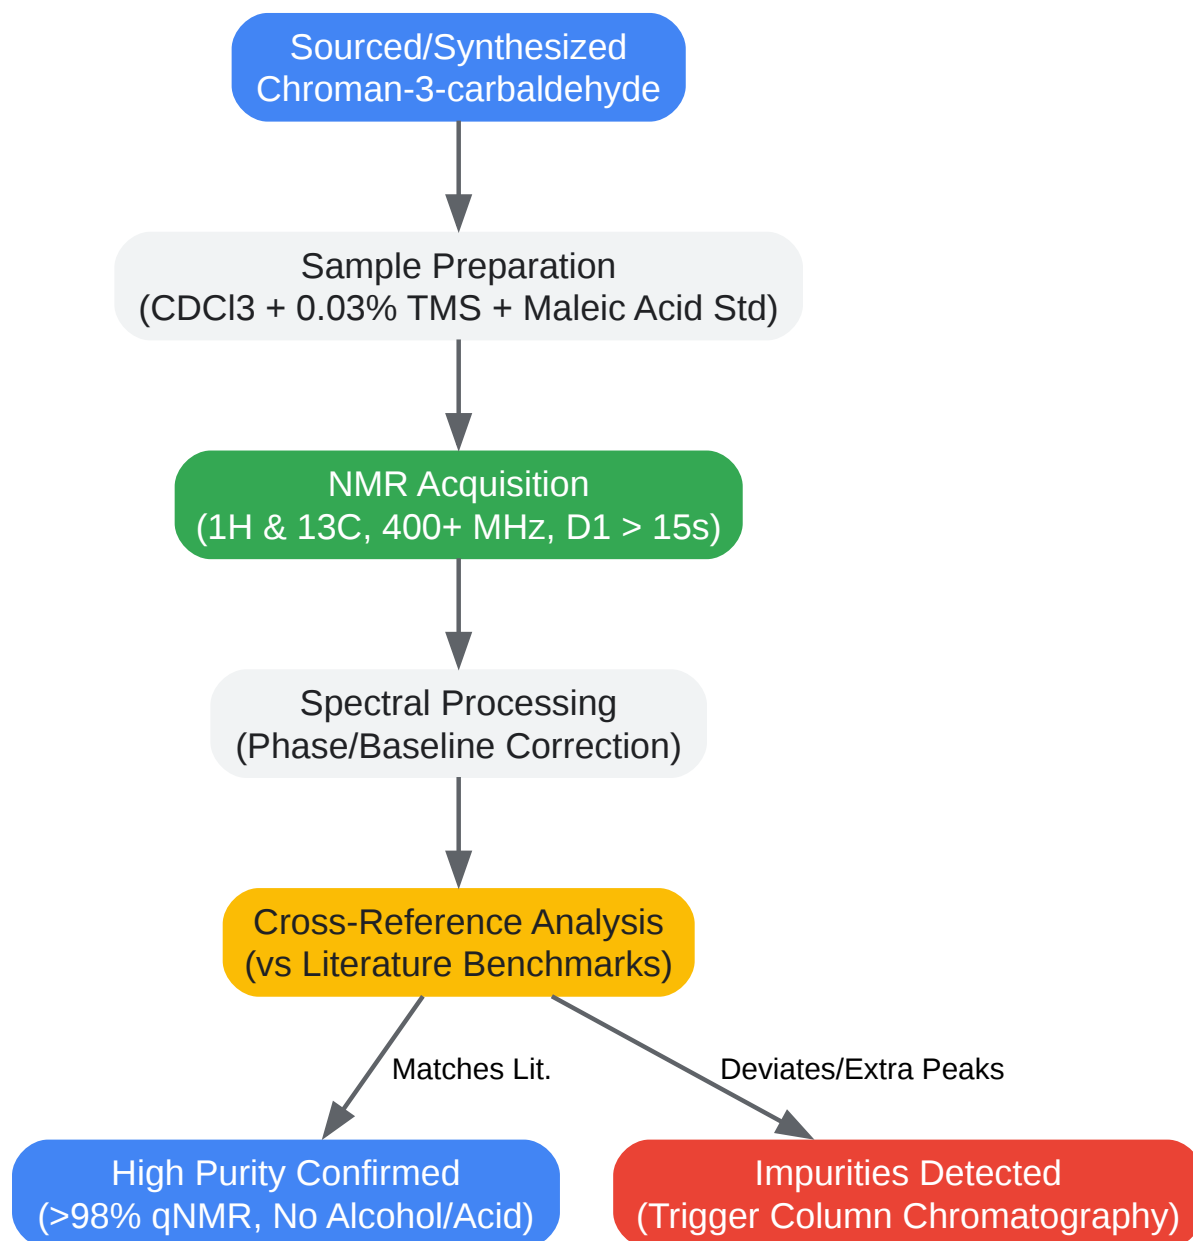 Sourced/Synthesized
Chroman-3-carbaldehyde
Sample Preparation
(CDCl3 + 0.03% TMS + Maleic Acid Std)
NMR Acquisition
(1H & 13C, 400+ MHz, D1 > 15s)
Spectral Processing
(Phase/Baseline Correction)
Cross-Reference Analysis
(vs Literature Benchmarks)
Matches Lit.
Deviates/Extra Peaks
High Purity Confirmed
(>98% qNMR, No Alcohol/Acid)
Impurities Detected
(Trigger Column Chromatography)